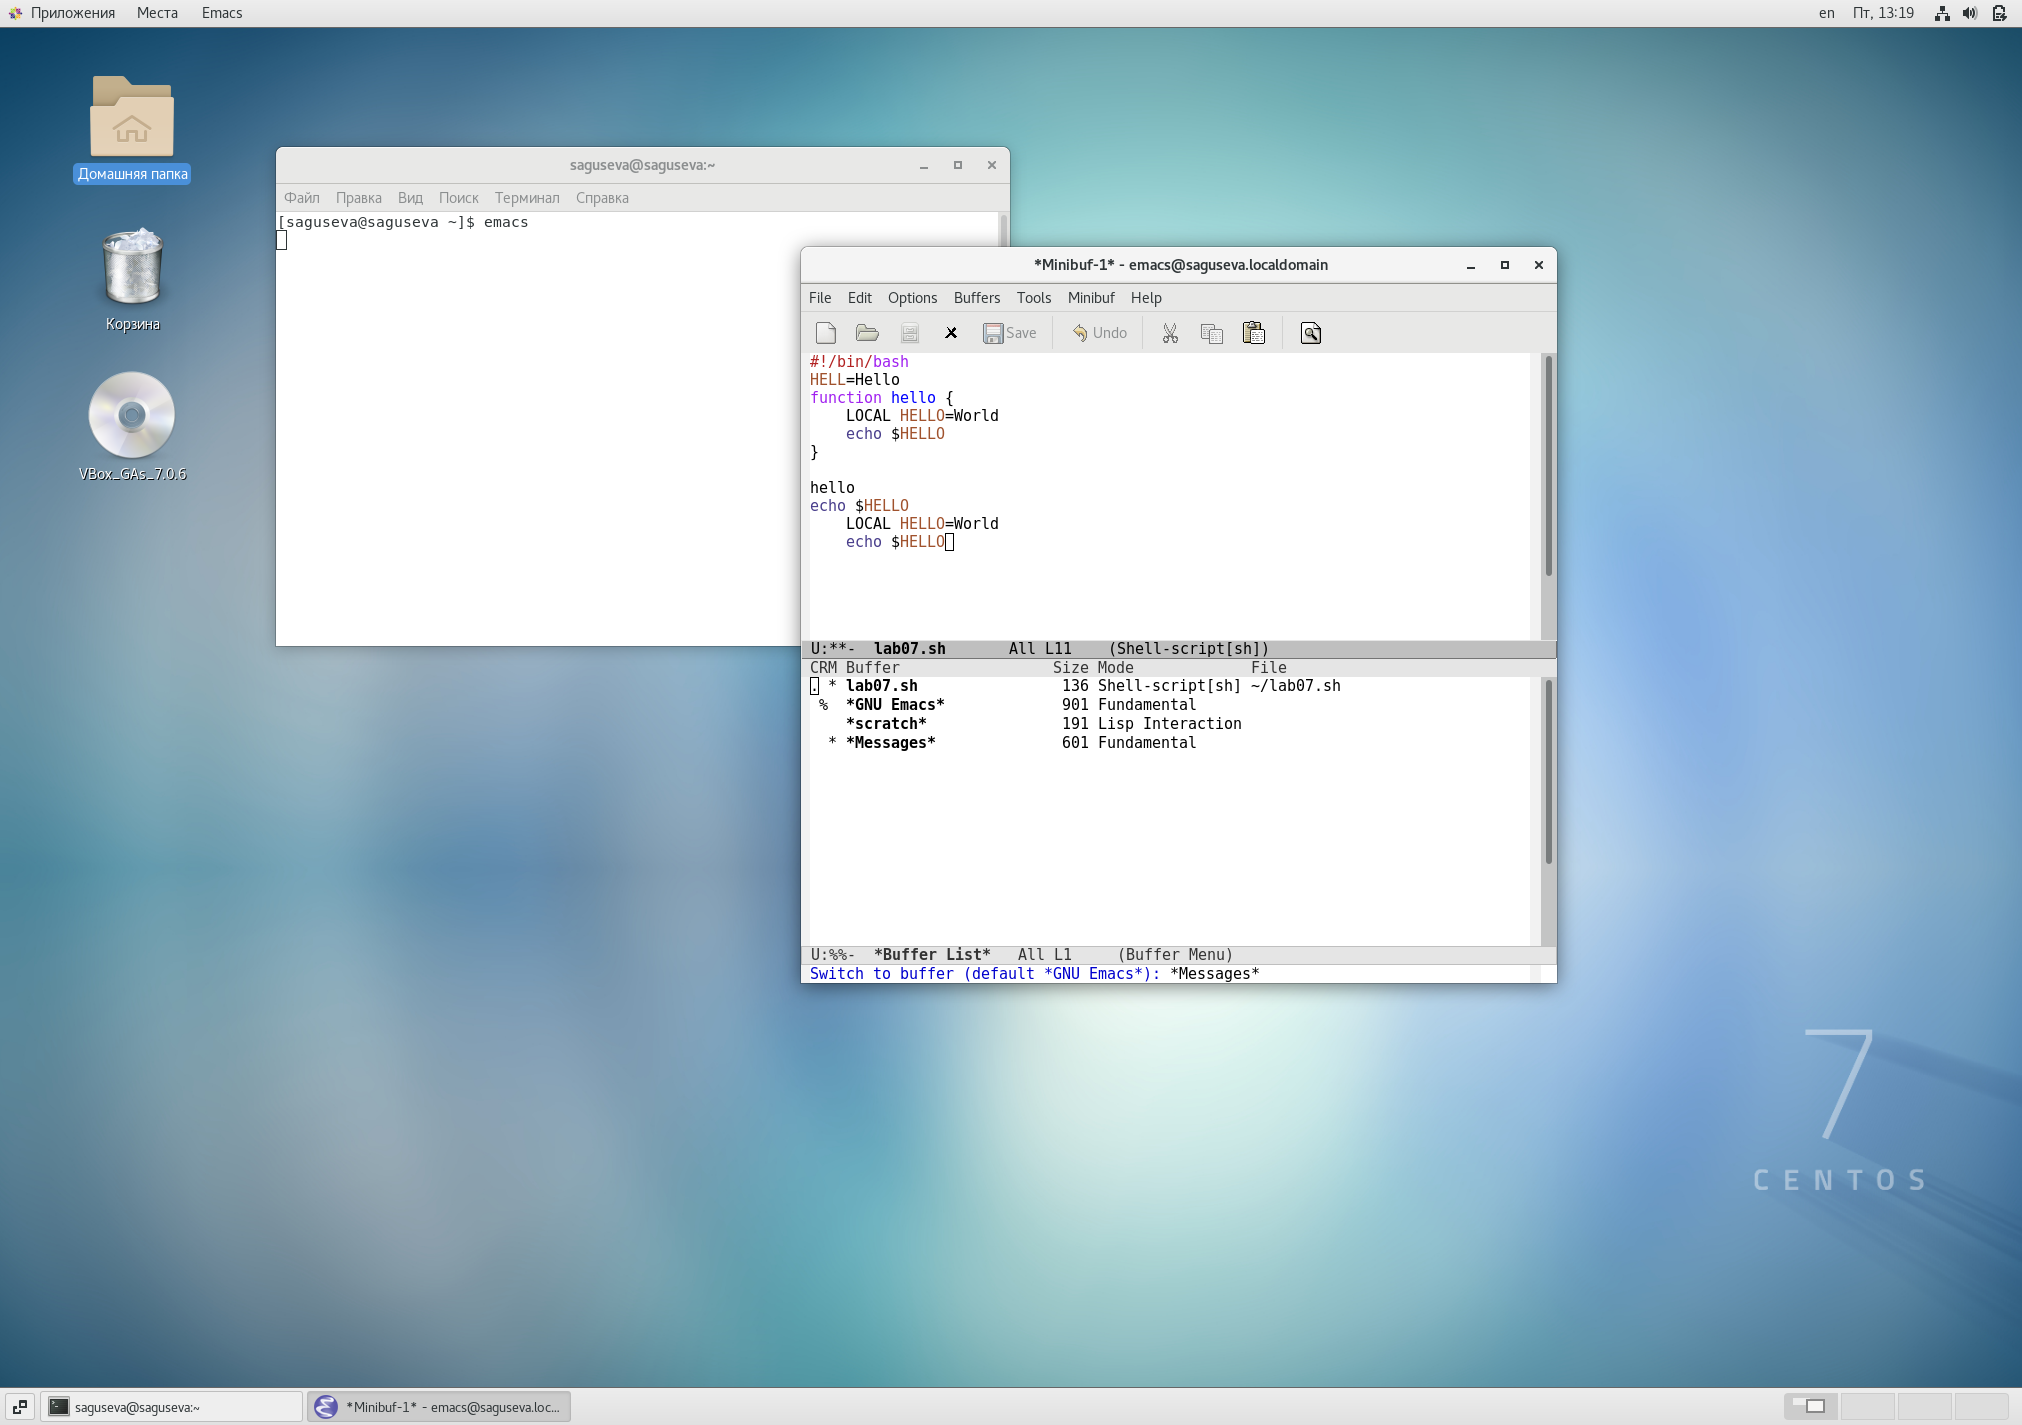 Приложения Места Emacs en Пт, 13:19
Домашняя папка
Корзина
VBox_GAs_7.0.6
saguseva@saguseva:~
Файл Правка Вид Поиск Терминал Справка
[saguseva@saguseva ~]$ emacs
*Minibuf-1* - emacs@saguseva.localdomain
File Edit Options Buffers Tools Minibuf Help
Save Undo
#!/bin/bash
HELL=Hello
function hello {
    LOCAL HELLO=World
    echo $HELLO
}
hello
echo $HELLO
    LOCAL HELLO=World
    echo $HELLO
U:**-  lab07.sh       All L11    (Shell-script[sh])
CRM Buffer                 Size Mode             File
. * lab07.sh                136 Shell-script[sh] ~/lab07.sh
 %  *GNU Emacs*             901 Fundamental
    *scratch*               191 Lisp Interaction
  * *Messages*              601 Fundamental
U:%%-  *Buffer List*   All L1     (Buffer Menu)
Switch to buffer (default *GNU Emacs*): *Messages*
7
CENTOS
saguseva@saguseva:~ *Minibuf-1* - emacs@saguseva.loc...